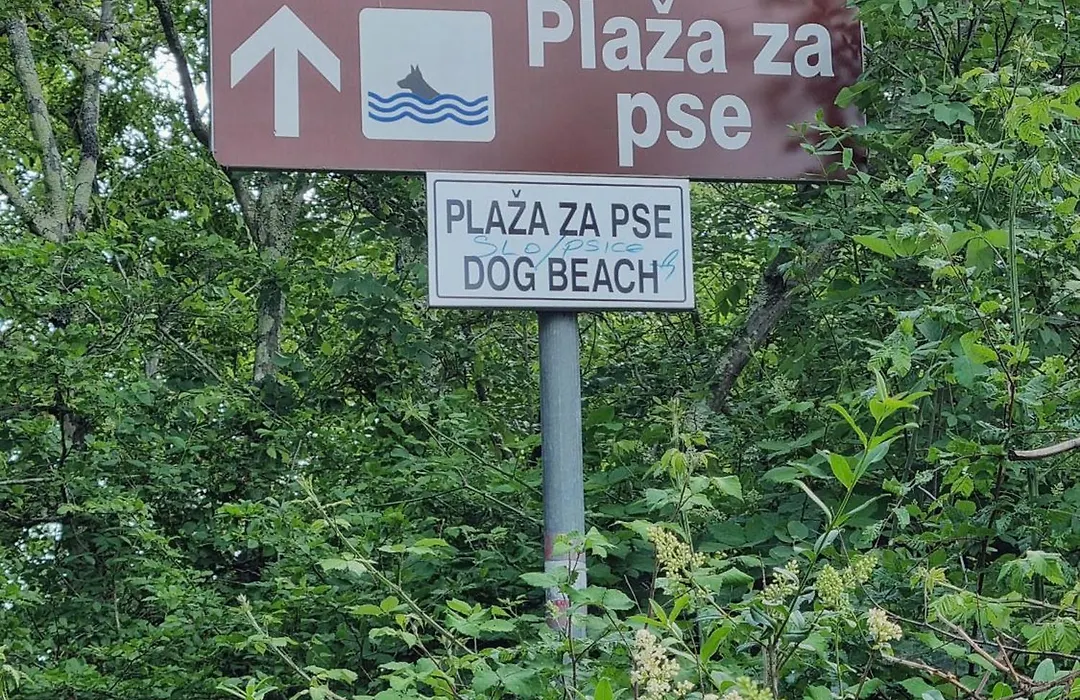 Plaža za
pse
PLAŽA ZA PSE
SLO/PSICE
DOG BEACH